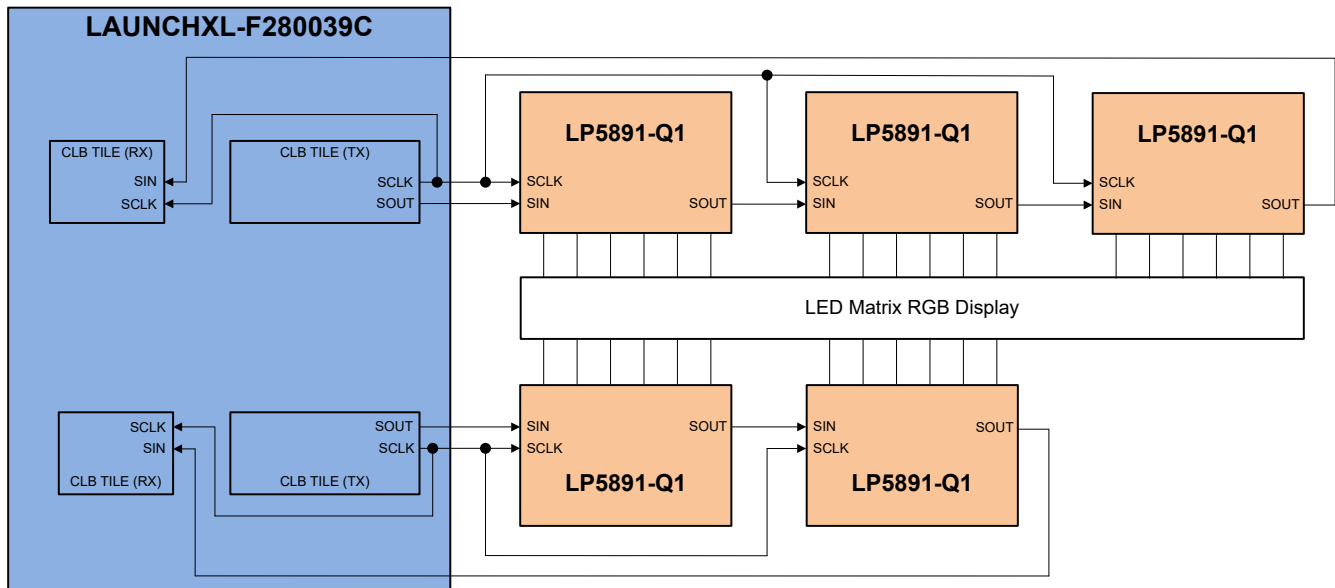 LAUNCHXL-F280039C
CLB TILE (RX)
SIN
SCLK
CLB TILE (TX)
SCLK
SOUT
LP5891-Q1
SCLK
SIN
SOUT
LP5891-Q1
SCLK
SIN
SOUT
LP5891-Q1
SCLK
SIN
SOUT
LED Matrix RGB Display
SCLK
SIN
CLB TILE (RX)
SOUT
SCLK
CLB TILE (TX)
SIN
SCLK
SOUT
LP5891-Q1
SIN
SCLK
SOUT
LP5891-Q1